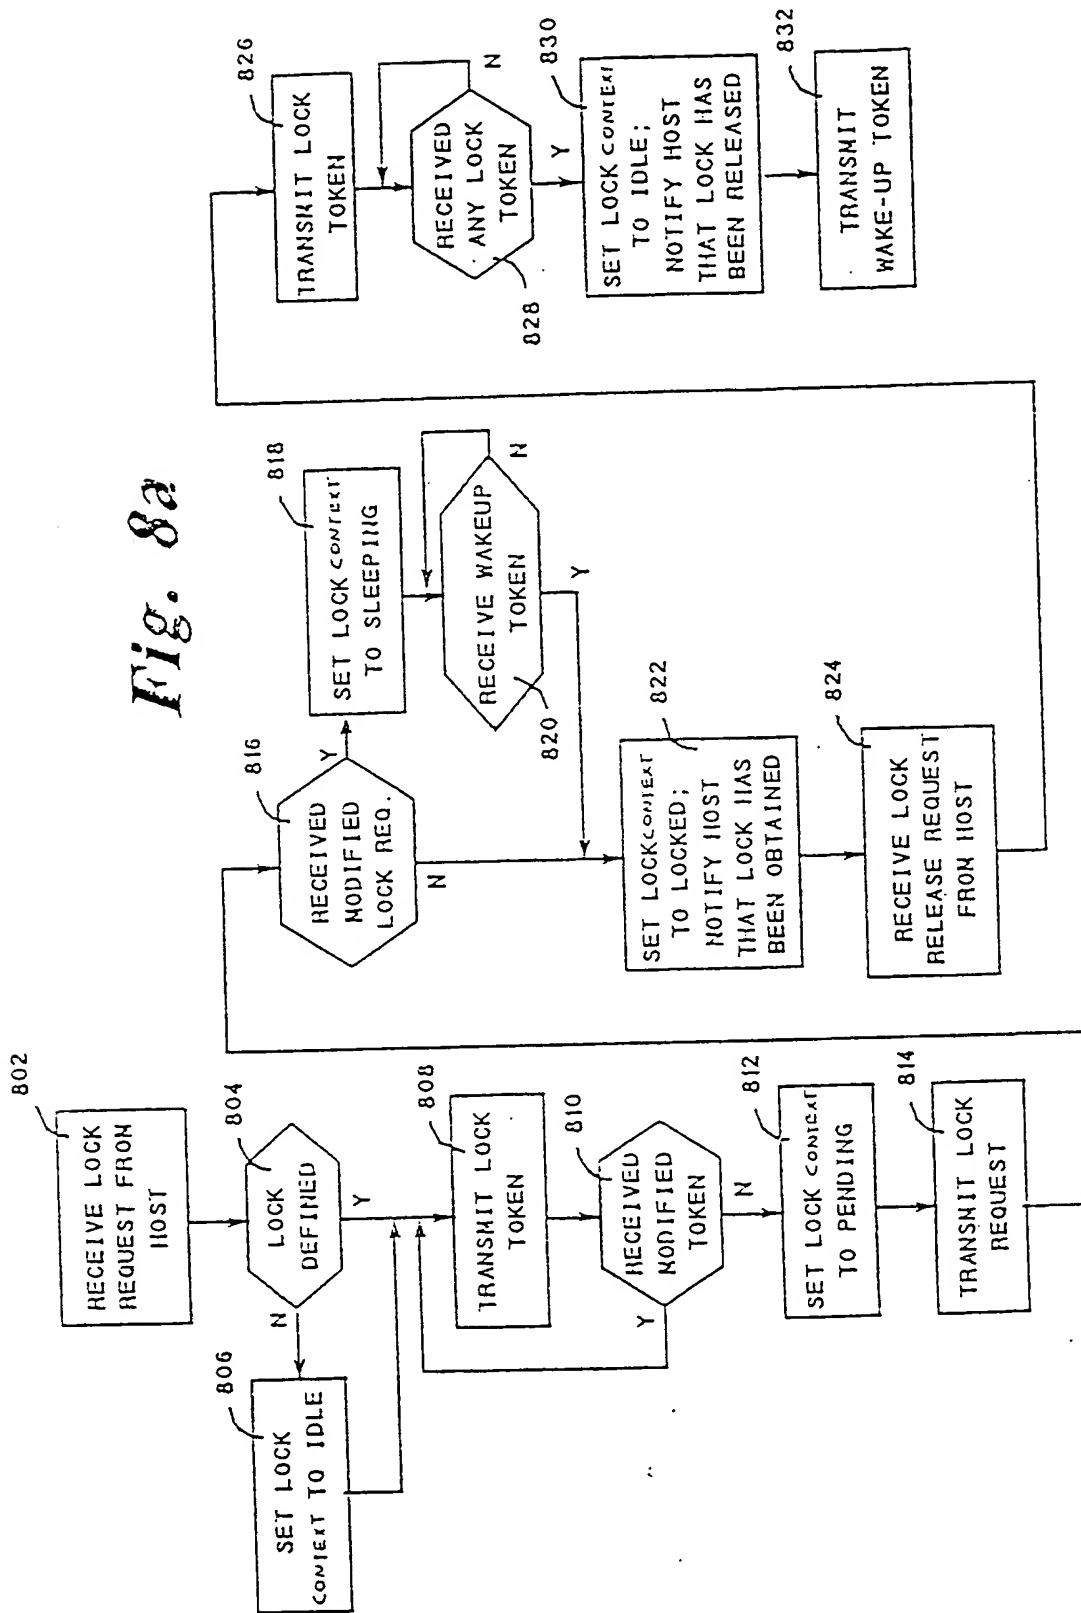 Fig. 8a
802
RECEIVE LOCK
REQUEST FROM
HOST
804
LOCK
DEFINED
N
Y
806
SET LOCK
CONTEXT TO IDLE
808
TRANSMIT LOCK
TOKEN
810
RECEIVED
MODIFIED
TOKEN
Y
N
812
SET LOCK CONTEXT
TO PENDING
814
TRANSMIT LOCK
REQUEST
816
RECEIVED
MODIFIED
LOCK REQ.
Y
N
818
SET LOCK CONTEXT
TO SLEEPING
RECEIVE WAKEUP
TOKEN
820
N
Y
822
SET LOCK CONTEXT
TO LOCKED;
NOTIFY HOST
THAT LOCK HAS
BEEN OBTAINED
824
RECEIVE LOCK
RELEASE REQUEST
FROM HOST
826
TRANSMIT LOCK
TOKEN
RECEIVED
ANY LOCK
TOKEN
828
N
Y
830
SET LOCK CONTEXT
TO IDLE;
NOTIFY HOST
THAT LOCK HAS
BEEN RELEASED
832
TRANSMIT
WAKE-UP TOKEN